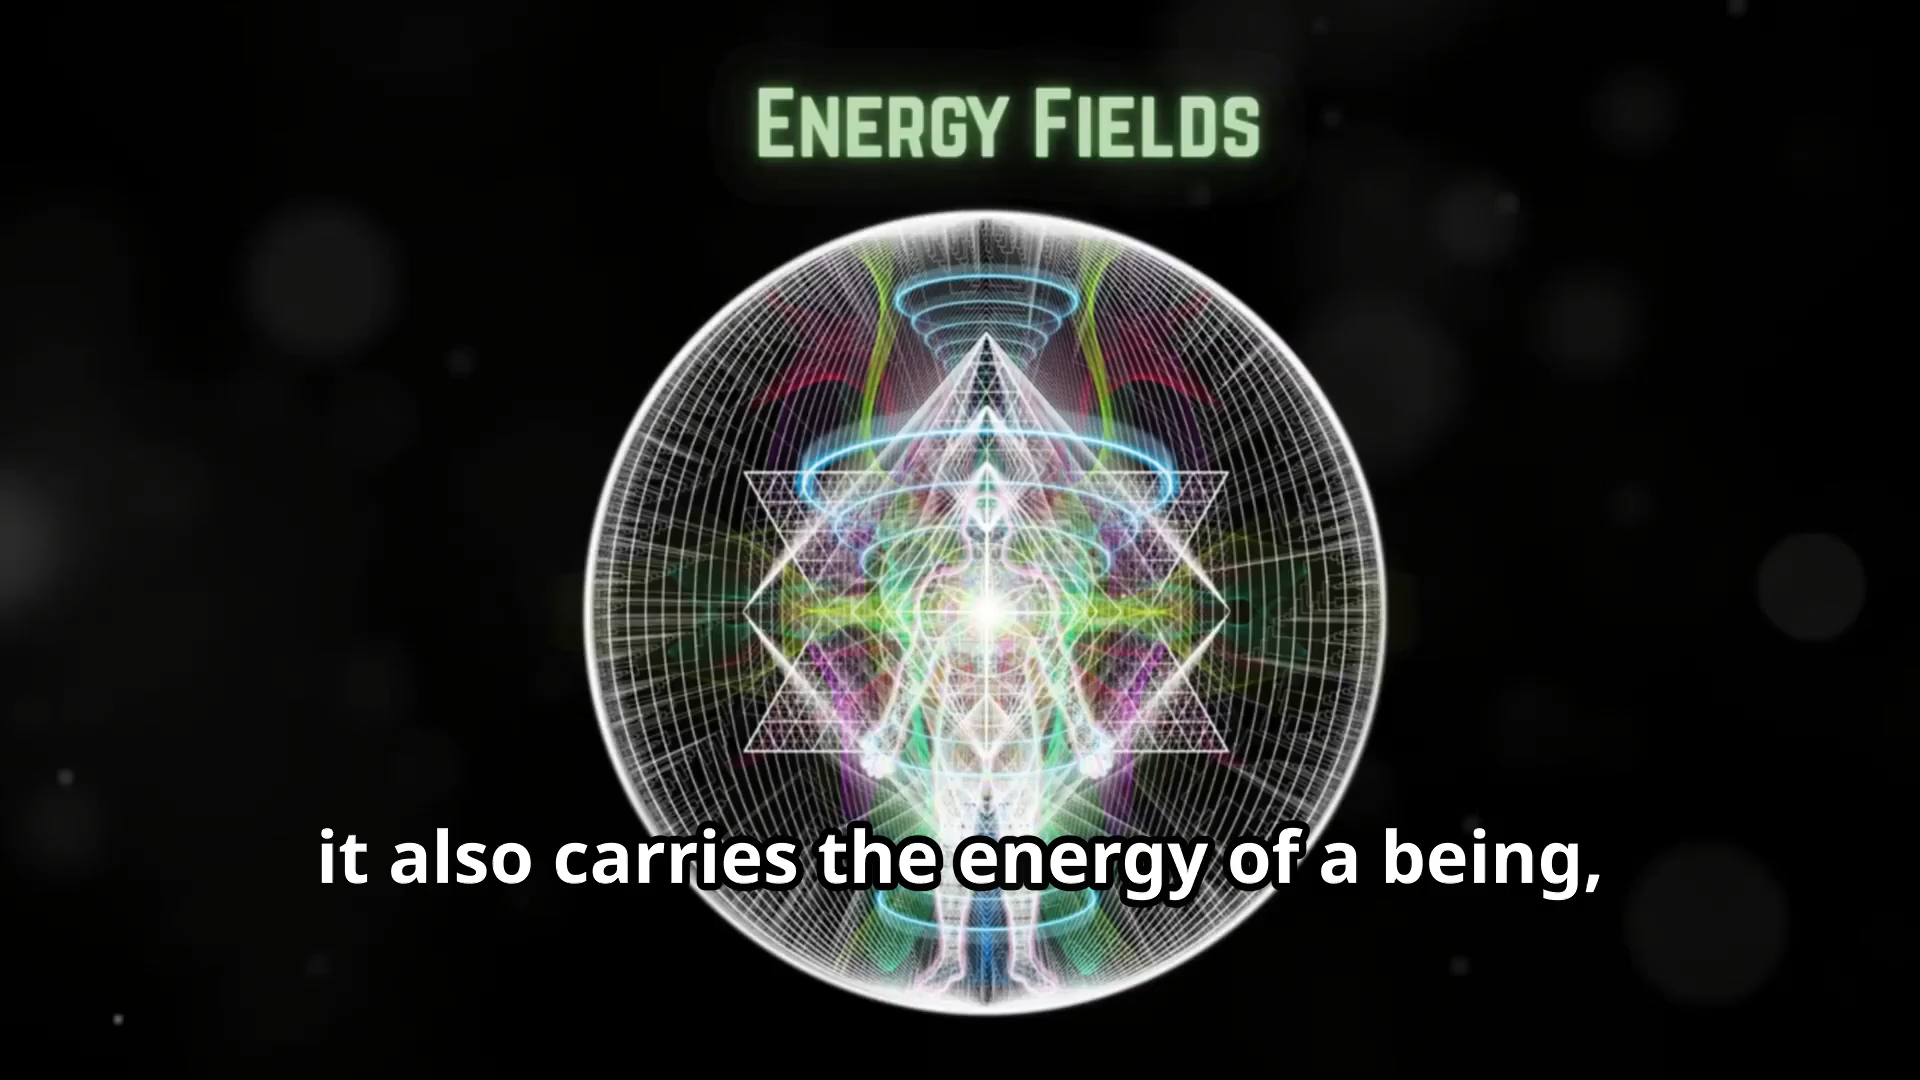 ENERGY FIELDS
it also carries the energy of a being,